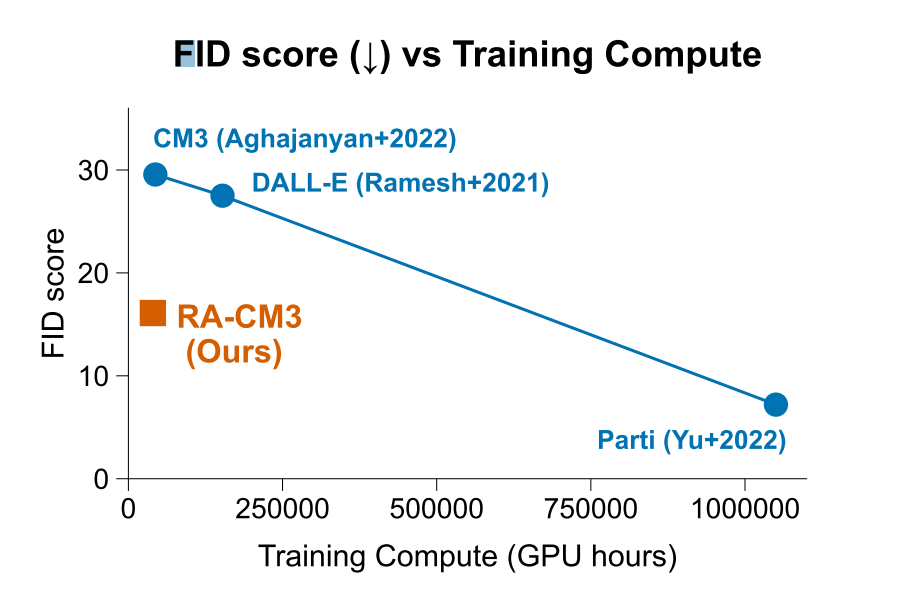 FID score (↓) vs Training Compute
CM3 (Aghajanyan+2022)
DALL-E (Ramesh+2021)
RA-CM3
(Ours)
Parti (Yu+2022)
FID score
30
20
10
0
0 250000 500000 750000 1000000
Training Compute (GPU hours)